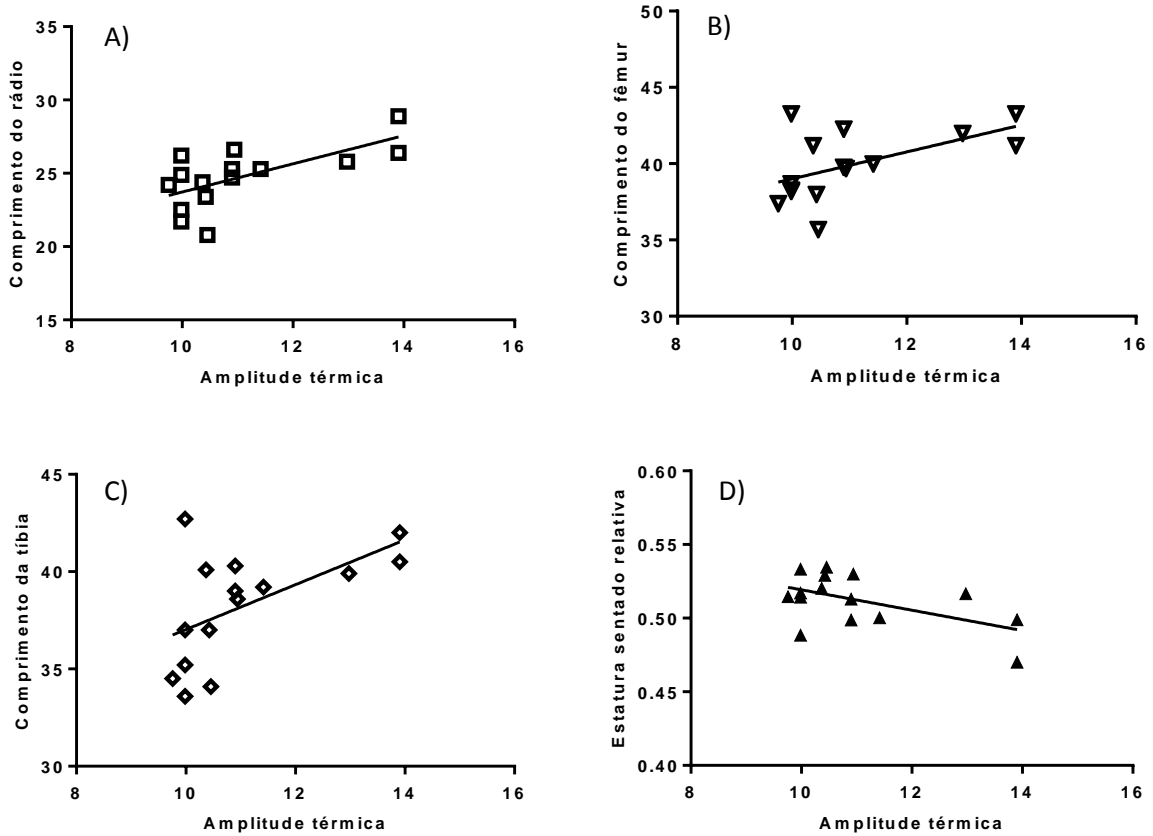 A)
Comprimento do rádio
35
30
25
20
15
8 10 12 14 16
Amplitude térmica
B)
Comprimento do fêmur
50
45
40
35
30
8 10 12 14 16
Amplitude térmica
C)
Comprimento da tíbia
45
40
35
30
8 10 12 14 16
Amplitude térmica
D)
Estatura sentado relativa
0.60
0.55
0.50
0.45
0.40
8 10 12 14 16
Amplitude térmica